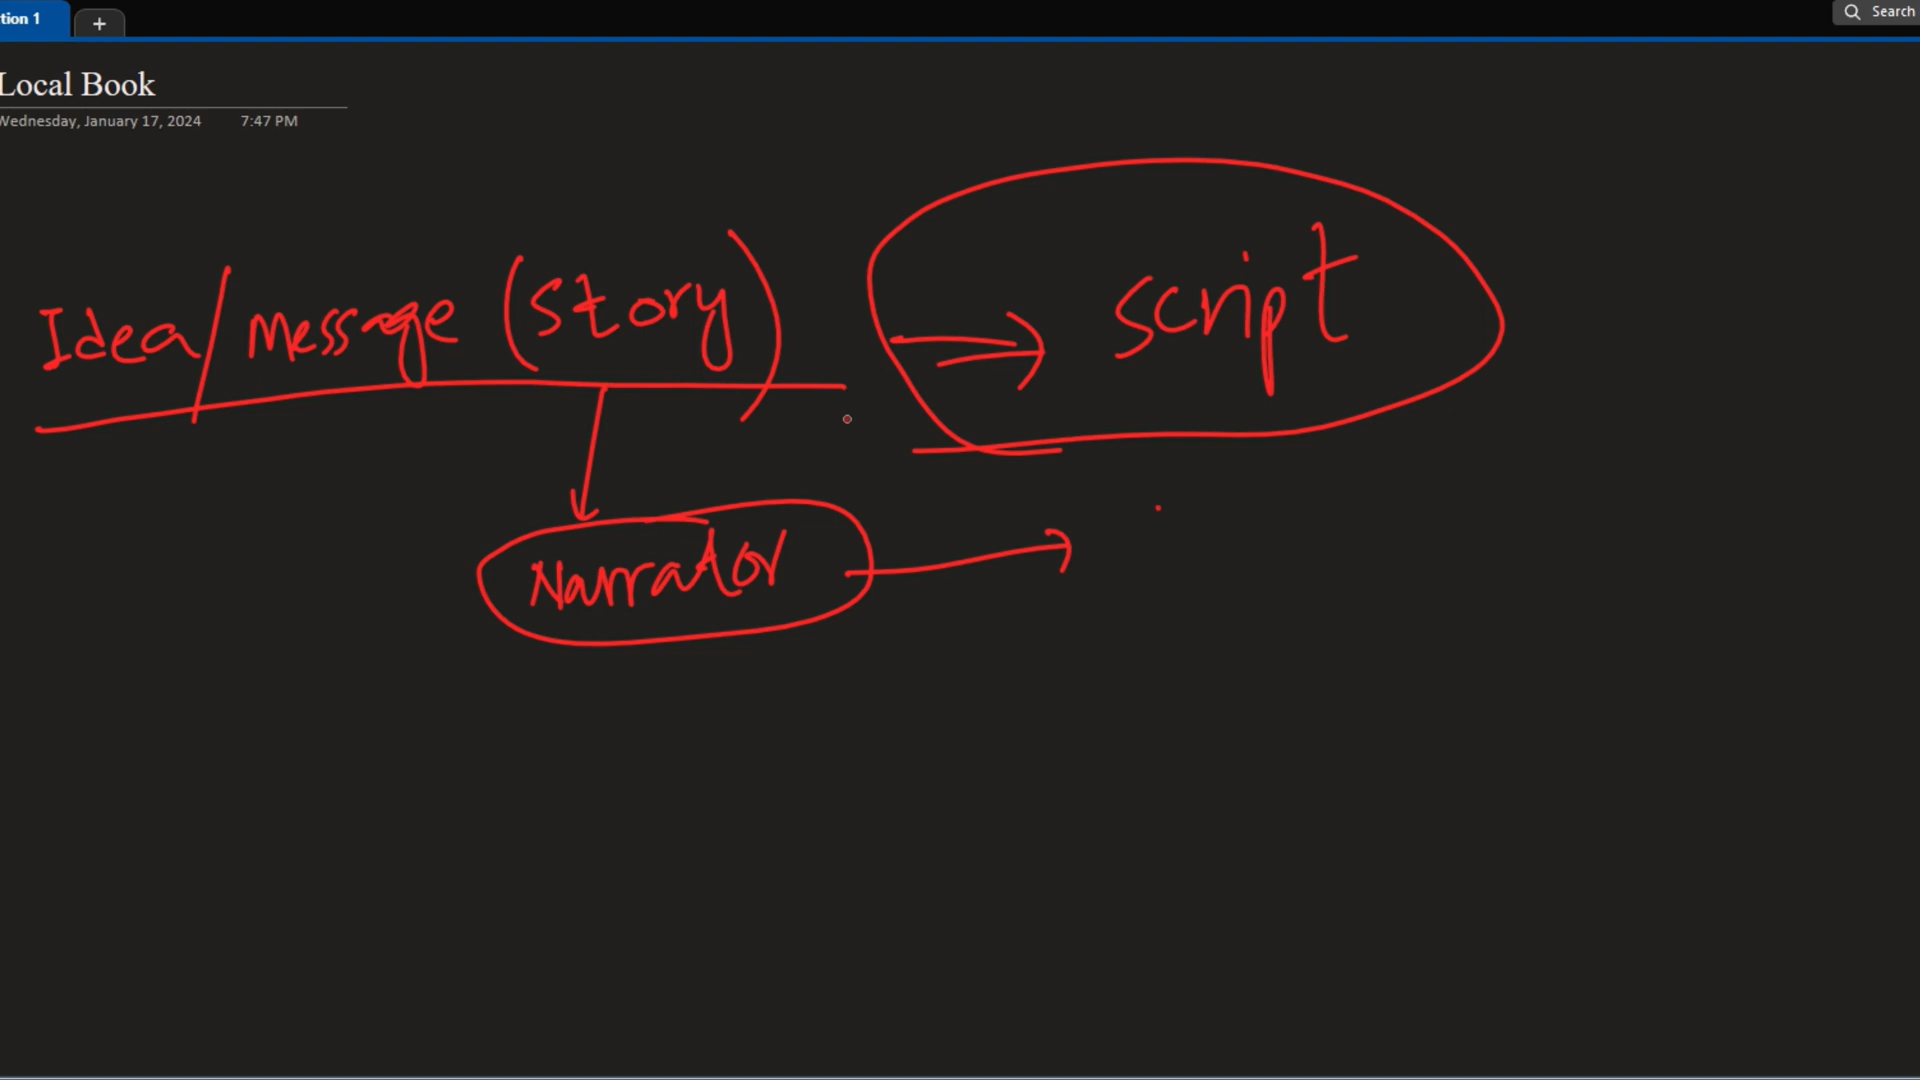 tion 1
+
Search
Local Book
Wednesday, January 17, 2024 7:47 PM
Idea/Message (Story) ⇒ script
Narrator →